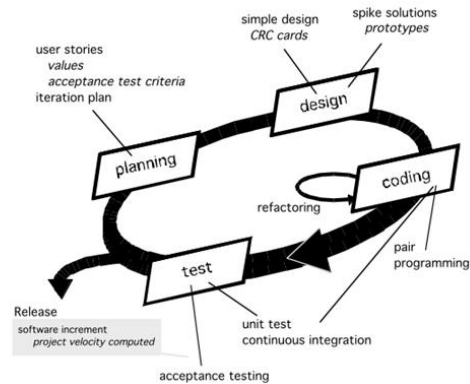 simple design
CRC cards
spike solutions
prototypes
user stories
values
acceptance test criteria
iteration plan
design
planning
coding
refactoring
test
pair
programming
Release
software increment
project velocity computed
unit test
continuous integration
acceptance testing